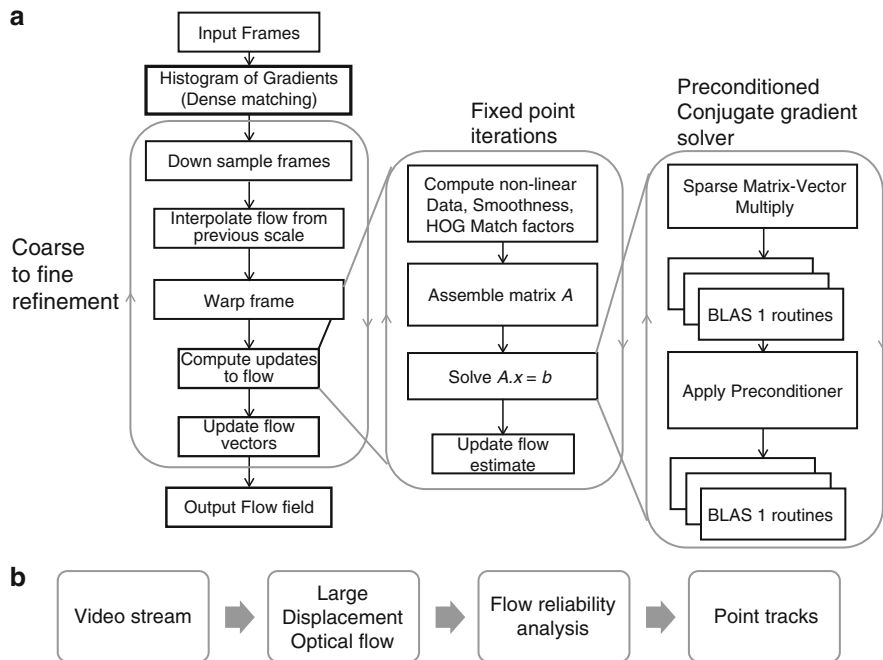 a
Input Frames
Histogram of Gradients
(Dense matching)
Coarse
to fine
refinement
Down sample frames
Interpolate flow from
previous scale
Warp frame
Compute updates
to flow
Update flow
vectors
Output Flow field
Fixed point
iterations
Compute non-linear
Data, Smoothness,
HOG Match factors
Assemble matrix A
Solve A.x = b
Update flow
estimate
Preconditioned
Conjugate gradient
solver
Sparse Matrix-Vector
Multiply
BLAS 1 routines
Apply Preconditioner
BLAS 1 routines
b
Video stream
Large
Displacement
Optical flow
Flow reliability
analysis
Point tracks